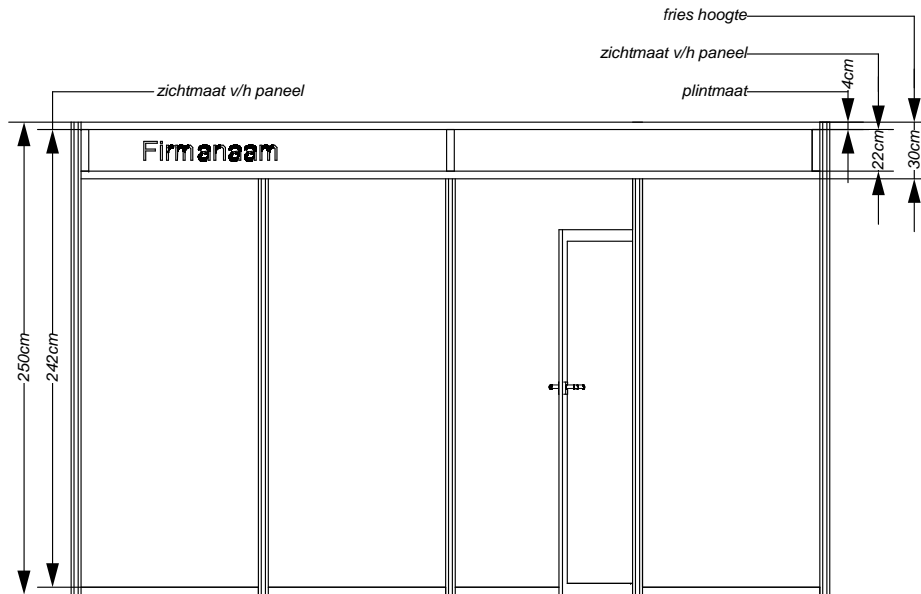 fries hoogte
zichtmaat v/h paneel
zichtmaat v/h paneel
plintmaat
4cm
Firmanaam
22cm
30cm
250cm
242cm